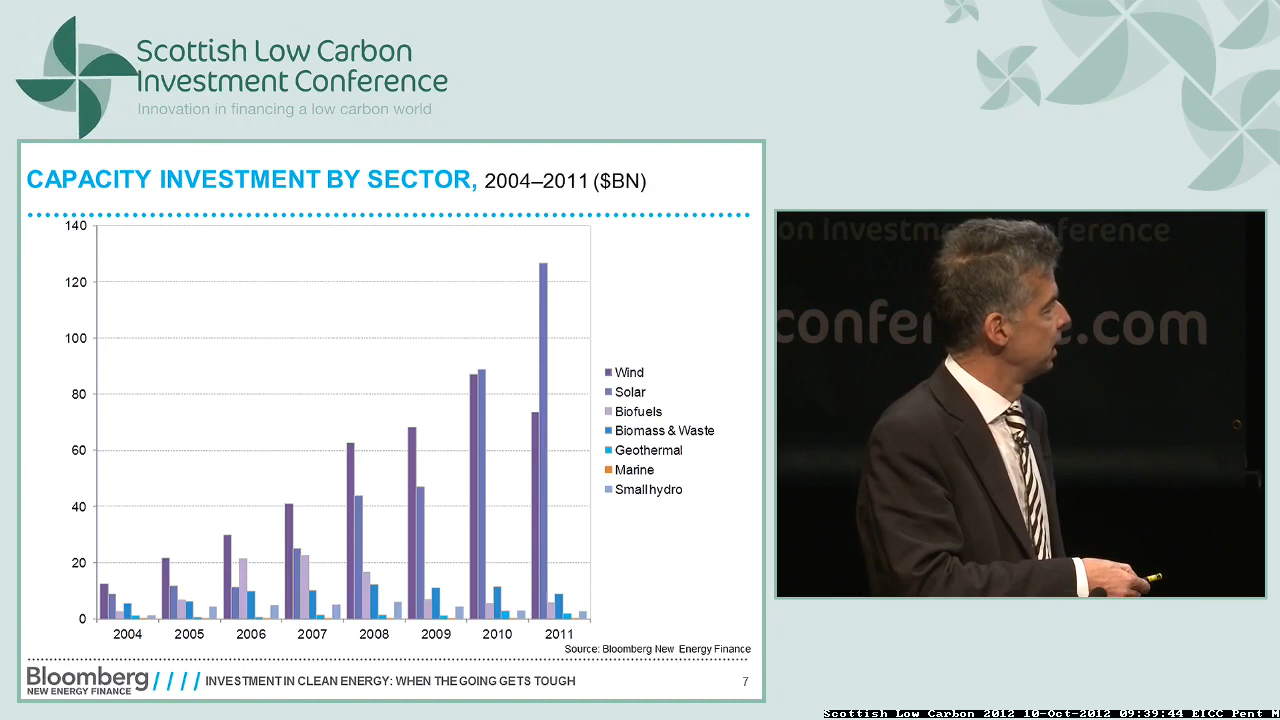 Scottish Low Carbon
Investment Conference
Innovation in financing a low carbon world
CAPACITY INVESTMENT BY SECTOR, 2004–2011 ($BN)
140
120
100
80
60
40
20
0
2004 2005 2006 2007 2008 2009 2010 2011
Wind
Solar
Biofuels
Biomass & Waste
Geothermal
Marine
Small hydro
Source: Bloomberg New Energy Finance
Bloomberg
NEW ENERGY FINANCE
//// INVESTMENT IN CLEAN ENERGY: WHEN THE GOING GETS TOUGH
7
on Investm ference
confer e.com
Scottish Low Carbon 2012 10-Oct-2012 09:39:44 EICC Pent M